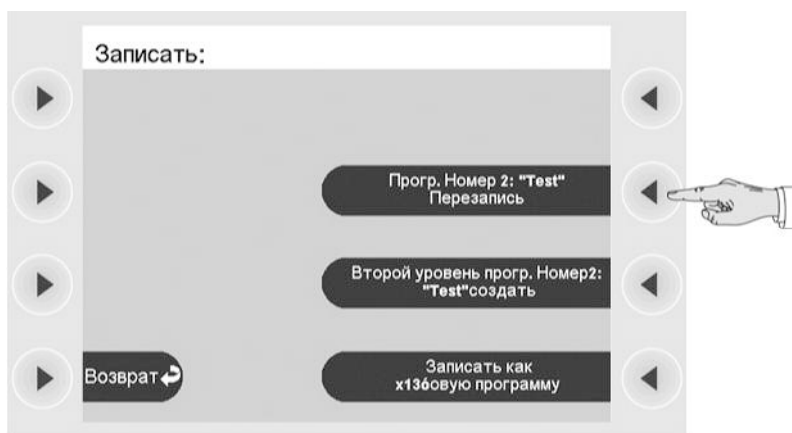 Записать:
Прогр. Номер 2: "Test"
Перезапись
Второй уровень прогр. Номер2:
"Test"создать
Возврат
Записать как
x136овую программу